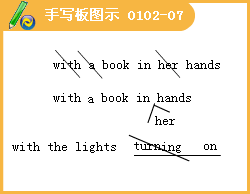 手写板图示 0102-07
with a book in her hands
with a book in hands
her
with the lights turning on